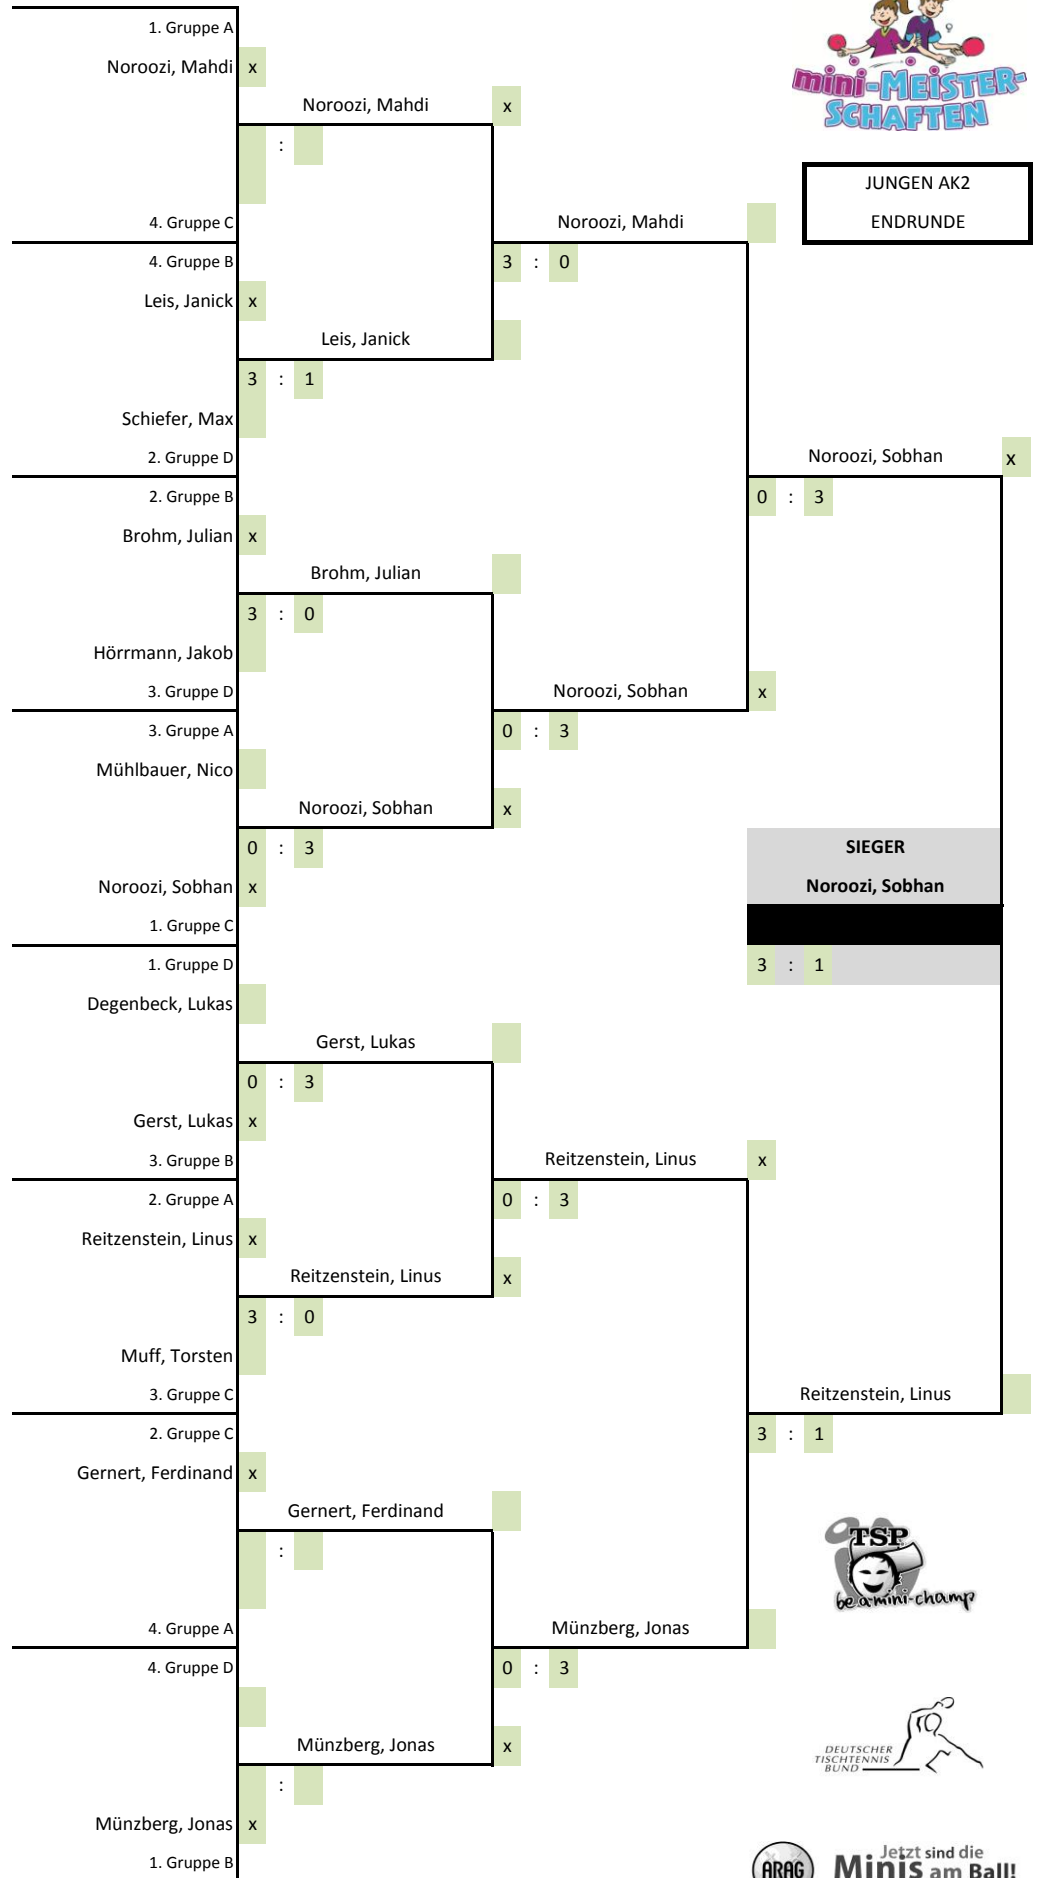 1. Gruppe A
mini-MEISTER-
SCHAFTEN
Noroozi, Mahdi x
Noroozi, Mahdi x
:
JUNGEN AK2
4. Gruppe C
Noroozi, Mahdi
ENDRUNDE
4. Gruppe B
3 : 0
Leis, Janick x
Leis, Janick
3 : 1
Schiefer, Max
2. Gruppe D
Noroozi, Sobhan x
2. Gruppe B
0 : 3
Brohm, Julian x
Brohm, Julian
3 : 0
Hörrmann, Jakob
3. Gruppe D
Noroozi, Sobhan x
3. Gruppe A
0 : 3
Mühlbauer, Nico
Noroozi, Sobhan x
0 : 3
SIEGER
Noroozi, Sobhan x
Noroozi, Sobhan
1. Gruppe C
1. Gruppe D
3 : 1
Degenbeck, Lukas
Gerst, Lukas
0 : 3
Gerst, Lukas x
3. Gruppe B
Reitzenstein, Linus x
2. Gruppe A
0 : 3
Reitzenstein, Linus x
Reitzenstein, Linus x
3 : 0
Muff, Torsten
3. Gruppe C
Reitzenstein, Linus
2. Gruppe C
3 : 1
Gernert, Ferdinand x
Gernert, Ferdinand
:
TSP
be a mini-champ
4. Gruppe A
Münzberg, Jonas
4. Gruppe D
0 : 3
Münzberg, Jonas x
DEUTSCHER
TISCHTENNIS
BUND
:
Münzberg, Jonas x
1. Gruppe B
ARAG
Jetzt sind die
Minis am Ball!